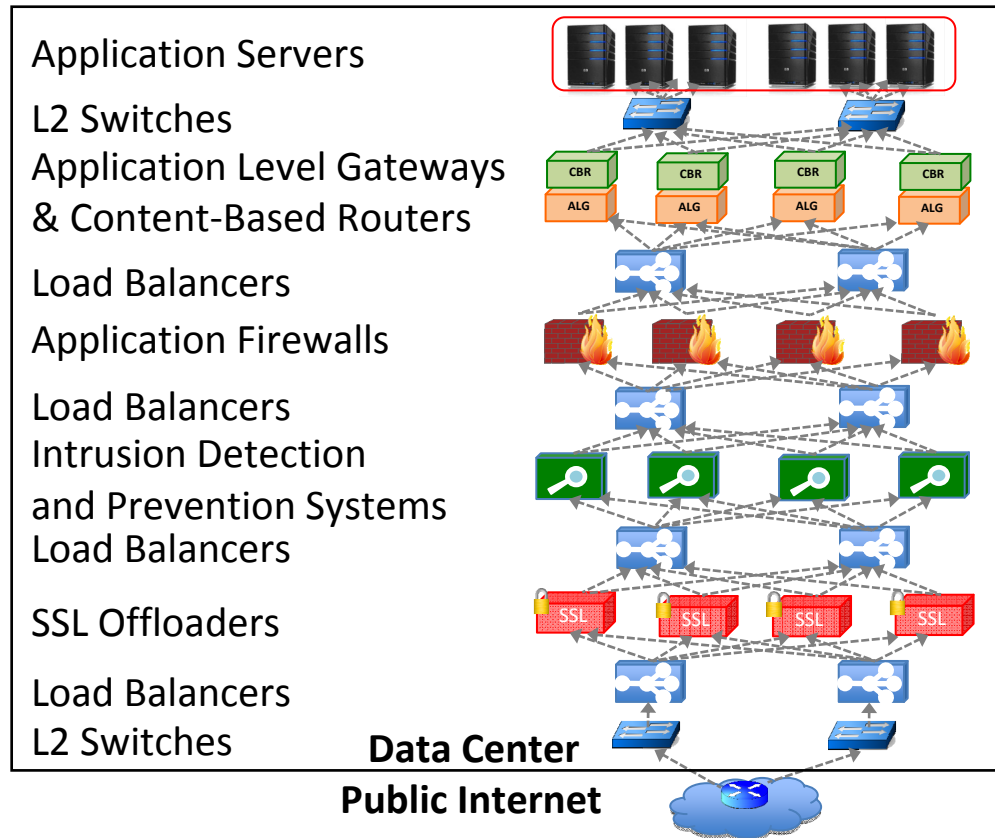 Application Servers
L2 Switches
Application Level Gateways
& Content-Based Routers
CBR
CBR
CBR
CBR
ALG
ALG
ALG
ALG
Load Balancers
Application Firewalls
Load Balancers
Intrusion Detection
and Prevention Systems
Load Balancers
SSL Offloaders
SSL
SSL
SSL
SSL
Load Balancers
L2 Switches
Data Center
Public Internet